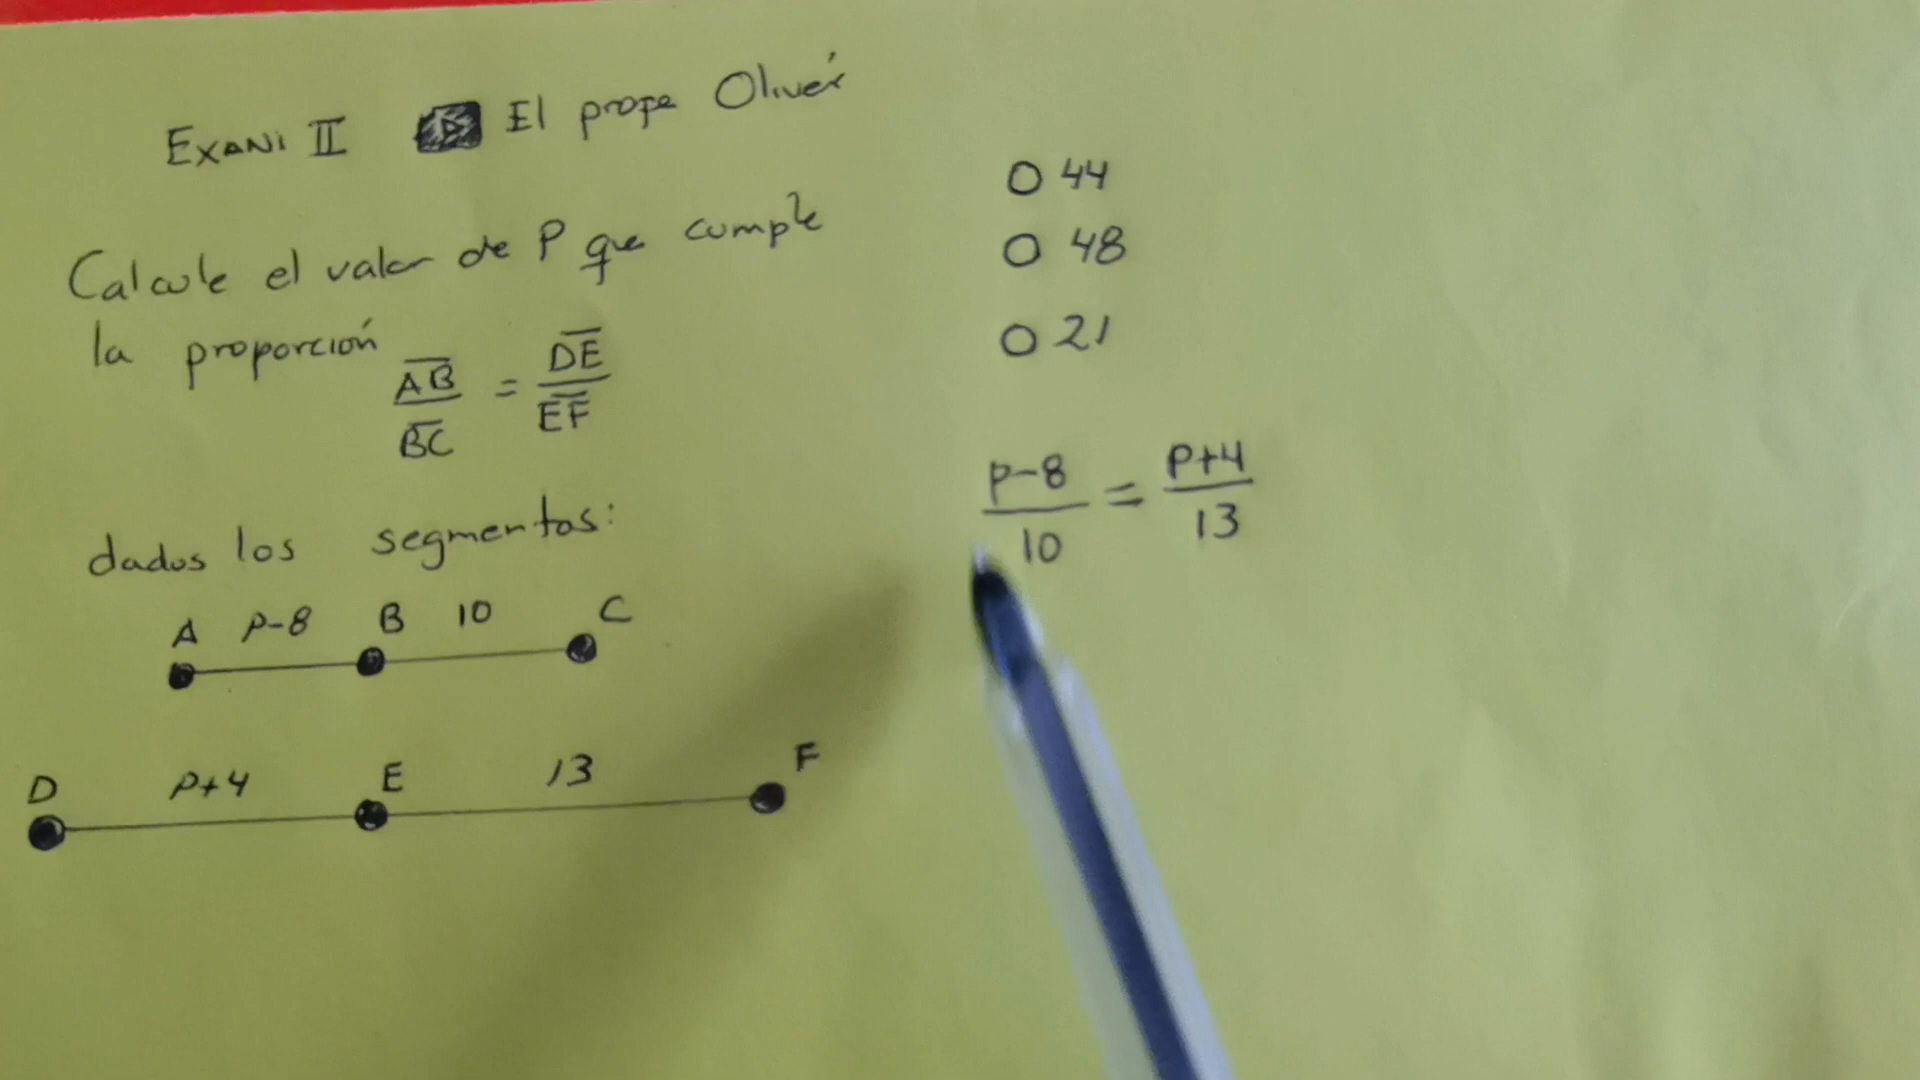 EXANI II El profe Olivér
Calcule el valor de P que cumple
la proporción
AB/BC = DE/EF
dados los segmentos:
A P-8 B 10 C
D P+4 E 13 F
44
48
21
P-8/10 = P+4/13